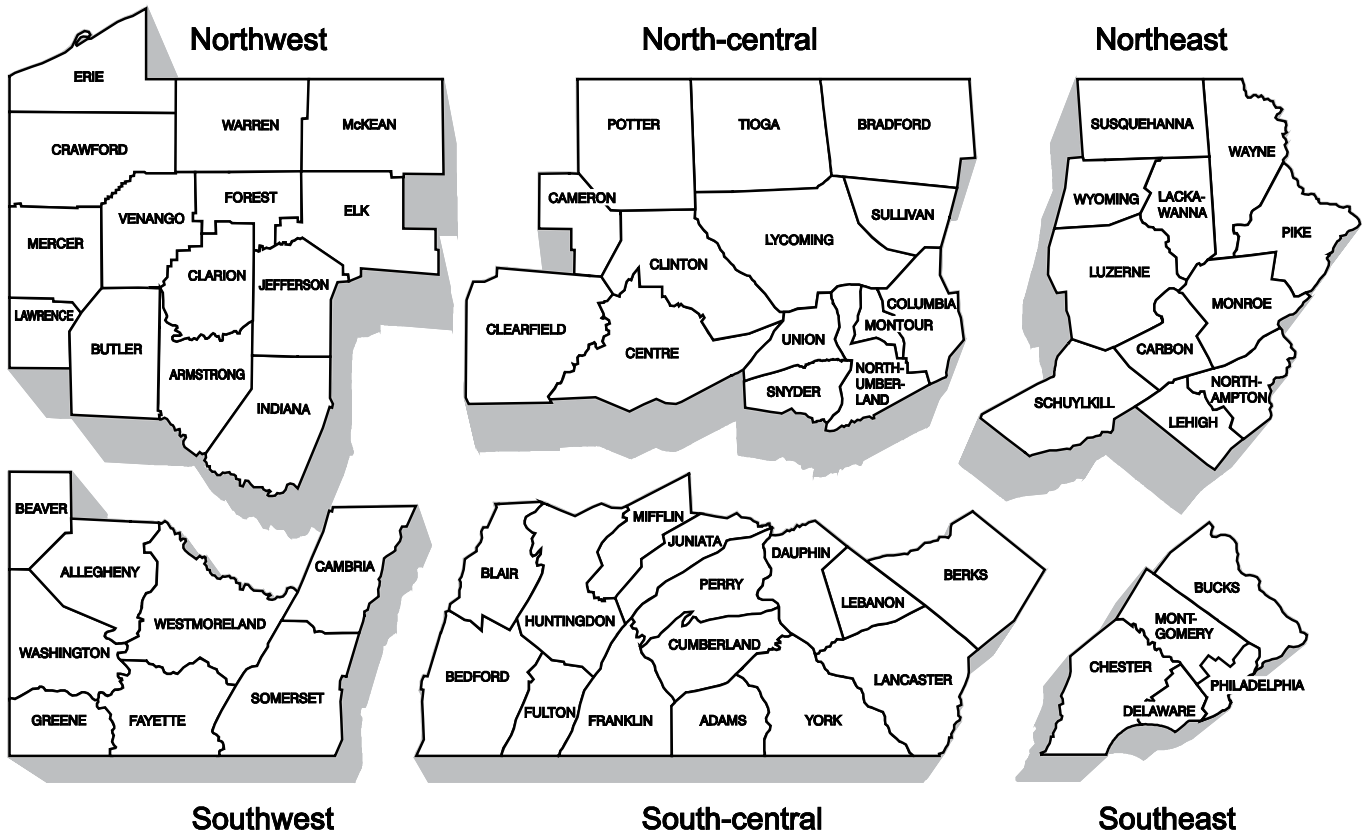 Northwest
North-central
Northeast
ERIE
CRAWFORD
WARREN
McKEAN
VENANGO
FOREST
ELK
MERCER
CLARION
JEFFERSON
LAWRENCE
BUTLER
ARMSTRONG
INDIANA
POTTER
TIOGA
BRADFORD
CAMERON
SULLIVAN
LYCOMING
CLINTON
CLEARFIELD
CENTRE
UNION
COLUMBIA
MONTOUR
SNYDER
NORTH-
UMBER-
LAND
SUSQUEHANNA
WAYNE
WYOMING
LACKA-
WANNA
PIKE
LUZERNE
MONROE
CARBON
NORTH-
AMPTON
SCHUYLKILL
LEHIGH
BEAVER
ALLEGHENY
CAMBRIA
WESTMORELAND
WASHINGTON
SOMERSET
GREENE
FAYETTE
MIFFLIN
JUNIATA
DAUPHIN
BLAIR
PERRY
BERKS
LEBANON
HUNTINGDON
CUMBERLAND
BEDFORD
LANCASTER
FULTON
FRANKLIN
ADAMS
YORK
BUCKS
MONT-
GOMERY
CHESTER
PHILADELPHIA
DELAWARE
Southwest
South-central
Southeast